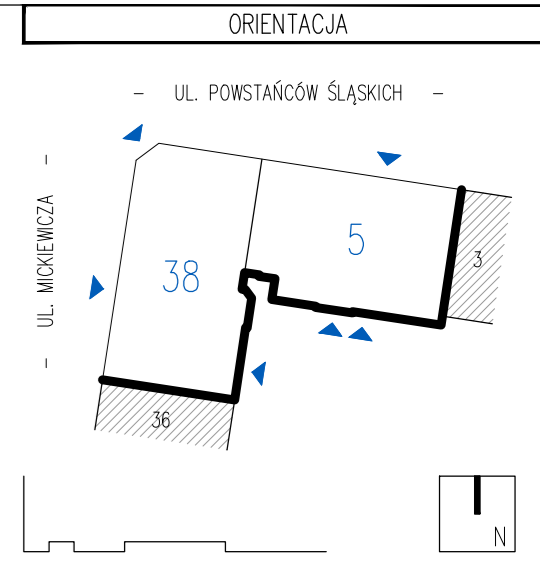 ORIENTACJA
– UL. POWSTAŃCÓW ŚLĄSKICH –
– UL. MICKIEWICZA –
5
3
38
36
N